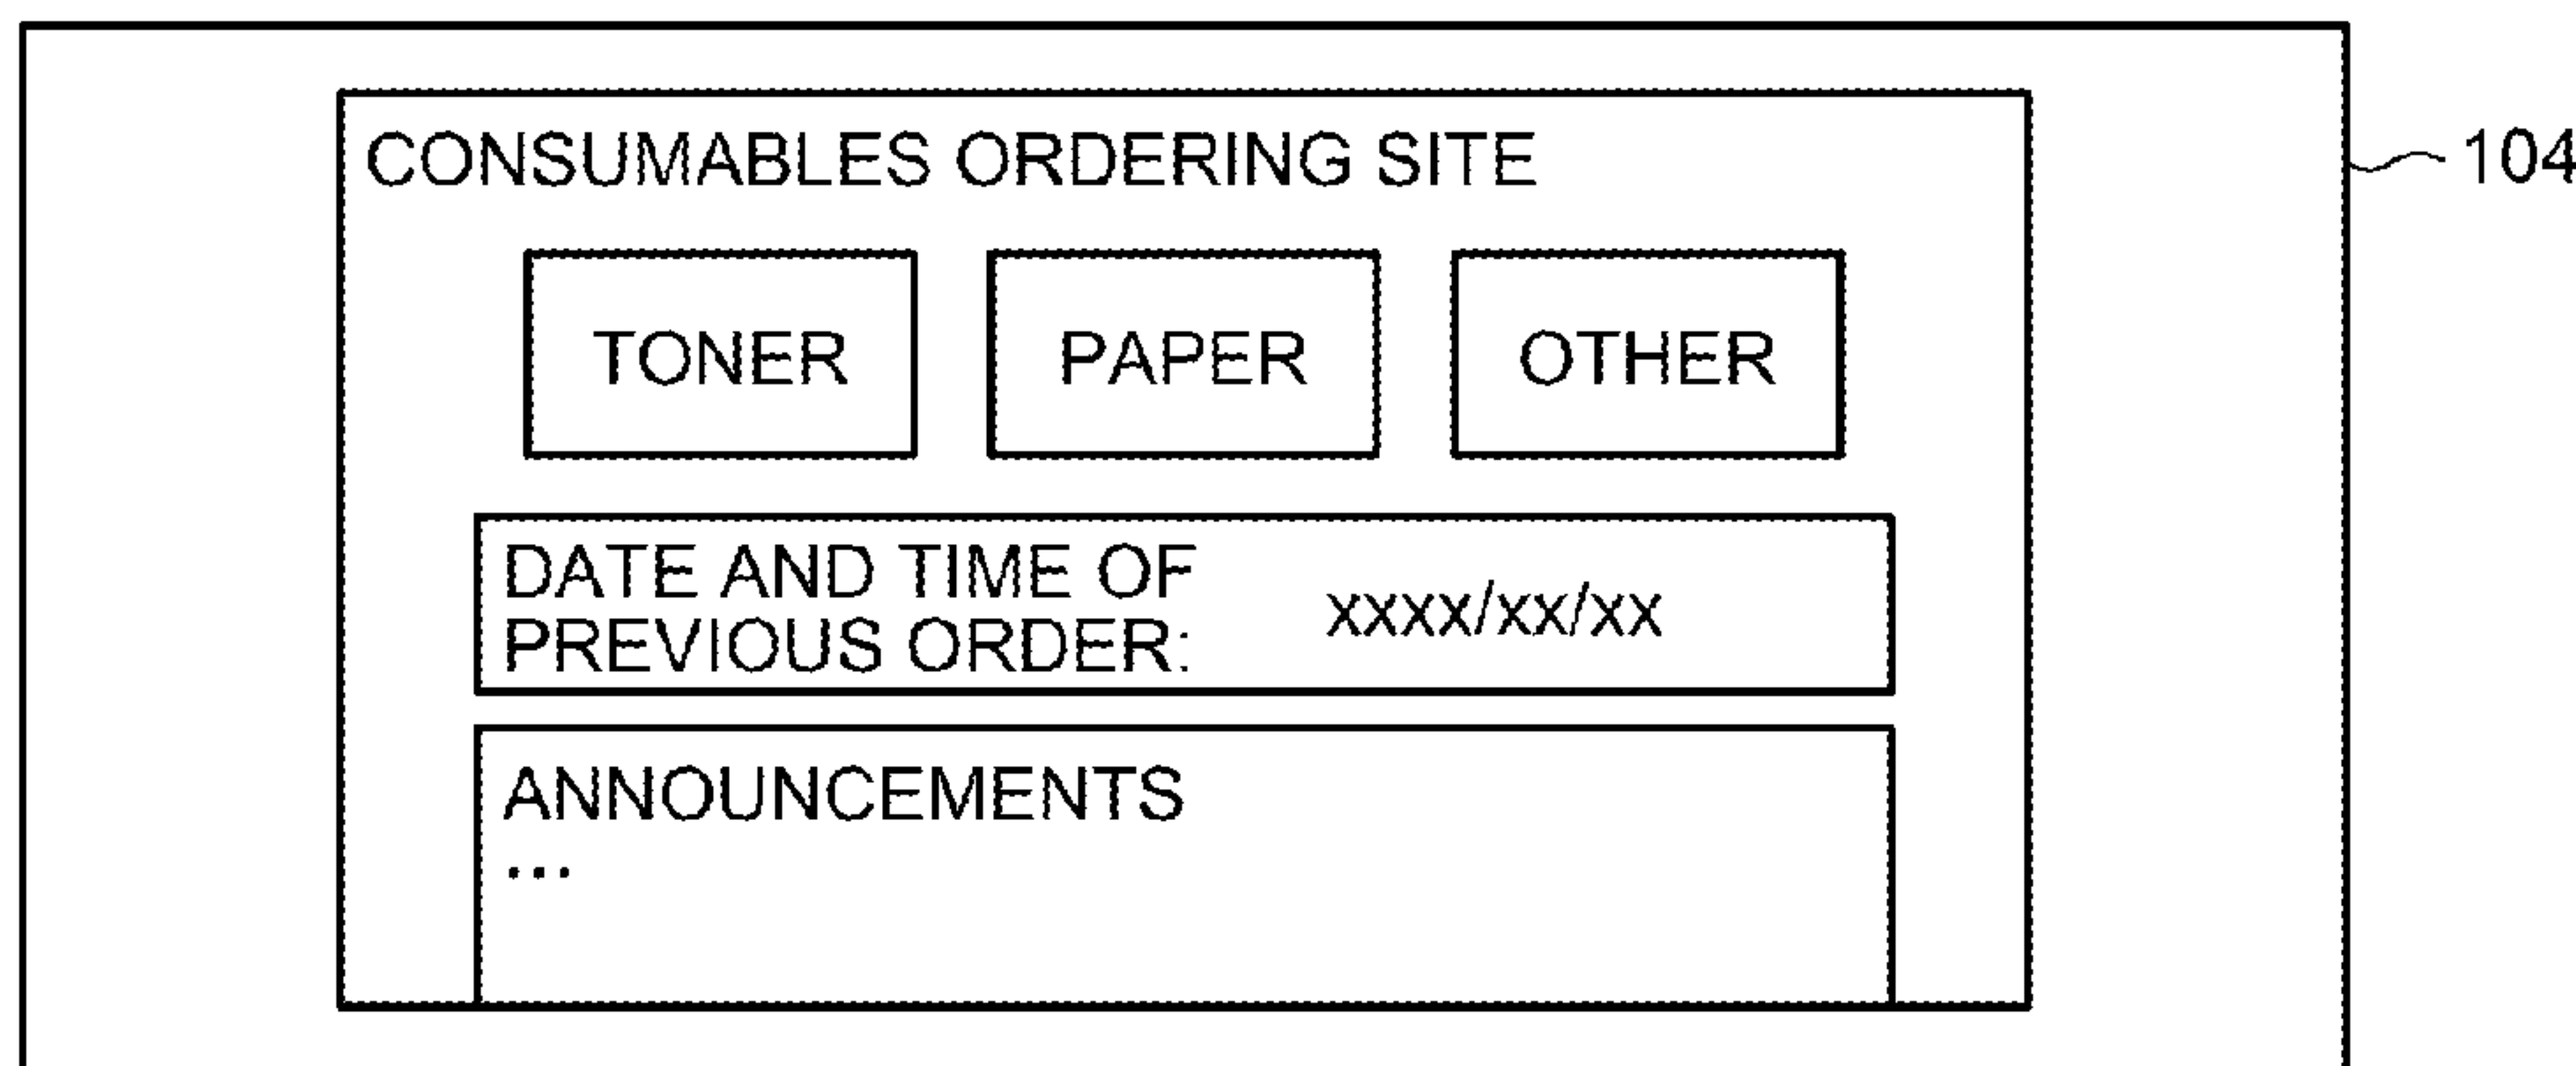 CONSUMABLES ORDERING SITE
104
TONER PAPER OTHER
DATE AND TIME OF
PREVIOUS ORDER: xxxx/xx/xx
ANNOUNCEMENTS
...